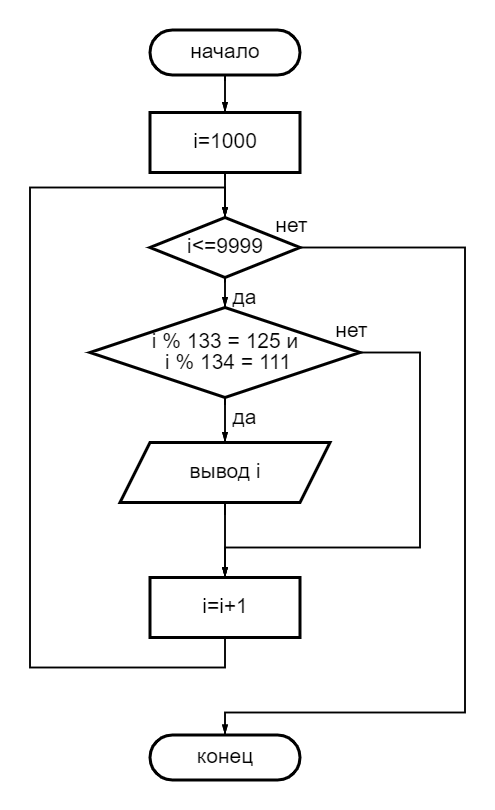 начало
i=1000
нет
i<=9999
да
нет
i % 133 = 125 и
i % 134 = 111
да
вывод i
i=i+1
конец